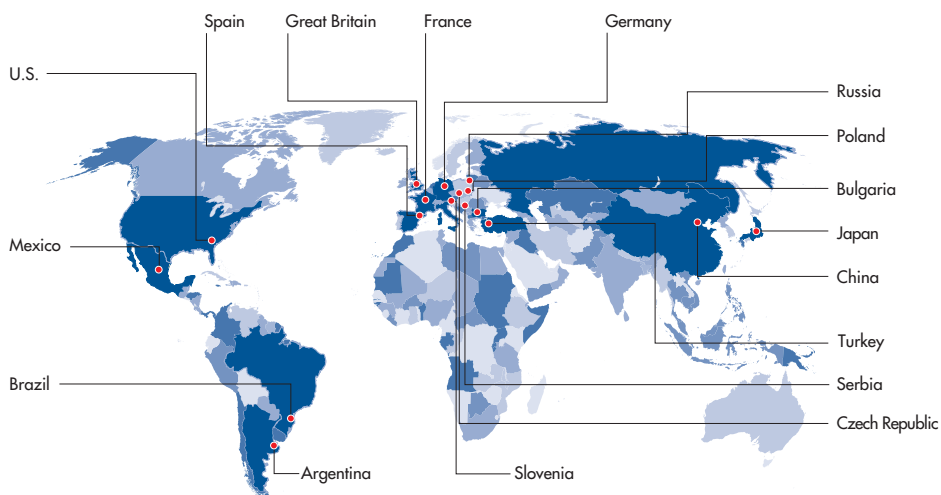 Spain
Great Britain
France
Germany
U.S.
Russia
Poland
Bulgaria
Mexico
Japan
China
Turkey
Brazil
Serbia
Czech Republic
Argentina
Slovenia